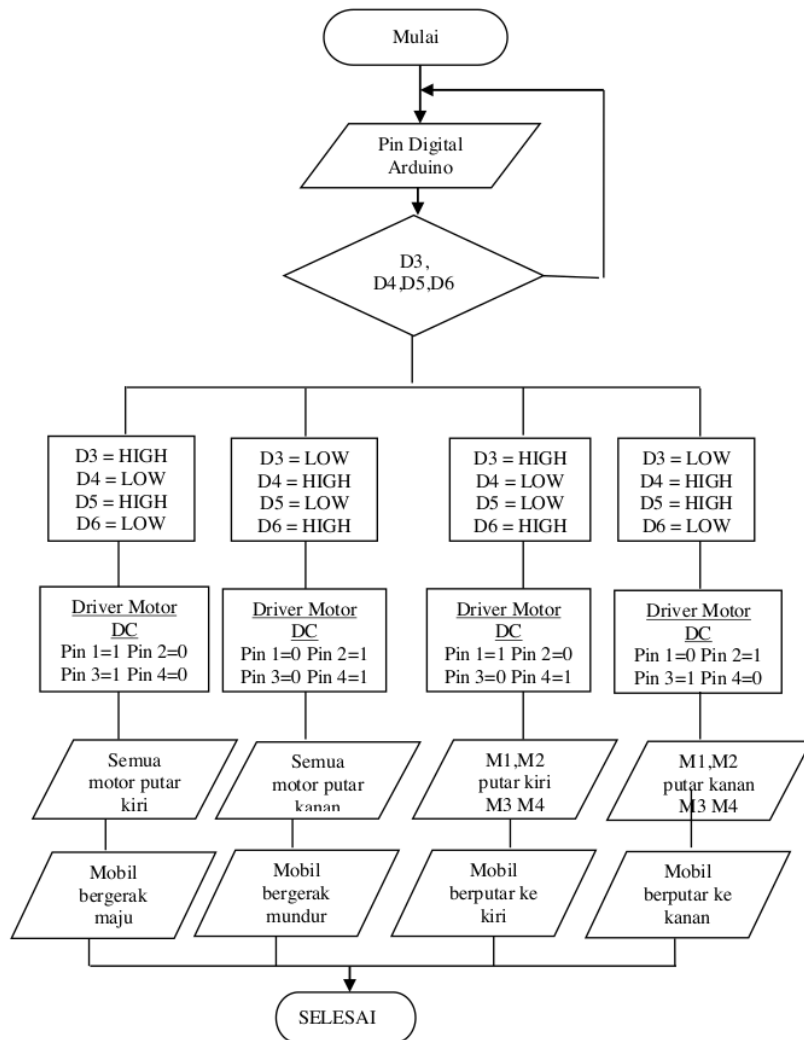 Mulai
Pin Digital
Arduino
D3,
D4,D5,D6
D3 = HIGH
D4 = LOW
D5 = HIGH
D6 = LOW
D3 = LOW
D4 = HIGH
D5 = LOW
D6 = HIGH
D3 = HIGH
D4 = LOW
D5 = LOW
D6 = HIGH
D3 = LOW
D4 = HIGH
D5 = HIGH
D6 = LOW
Driver Motor
DC
Pin 1=1 Pin 2=0
Pin 3=1 Pin 4=0
Driver Motor
DC
Pin 1=0 Pin 2=1
Pin 3=0 Pin 4=1
Driver Motor
DC
Pin 1=1 Pin 2=0
Pin 3=0 Pin 4=1
Driver Motor
DC
Pin 1=0 Pin 2=1
Pin 3=1 Pin 4=0
Semua
motor putar
kiri
Semua
motor putar
kanan
M1,M2
putar kiri
M3 M4
M1,M2
putar kanan
M3 M4
Mobil
bergerak
maju
Mobil
bergerak
mundur
Mobil
berputar ke
kiri
Mobil
berputar ke
kanan
SELESAI